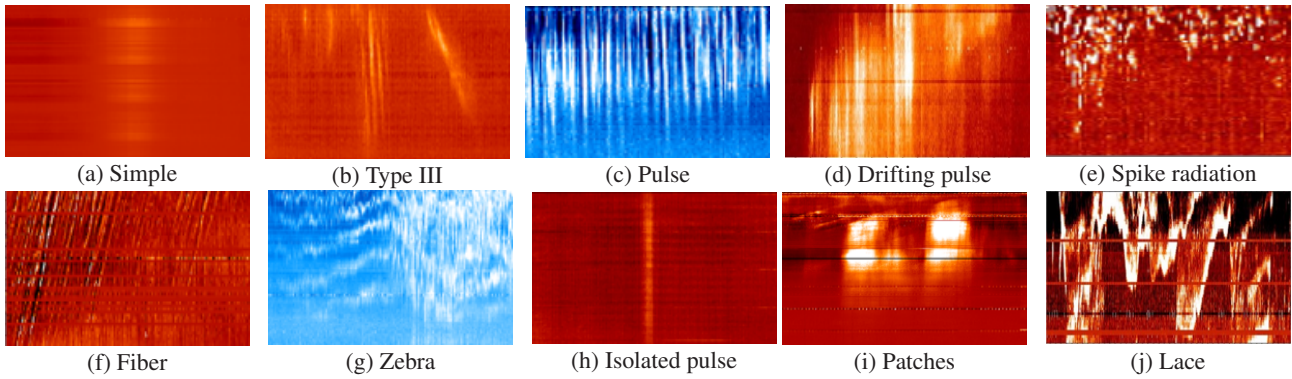 (a) Simple
(b) Type III
(c) Pulse
(d) Drifting pulse
(e) Spike radiation
(f) Fiber
(g) Zebra
(h) Isolated pulse
(i) Patches
(j) Lace